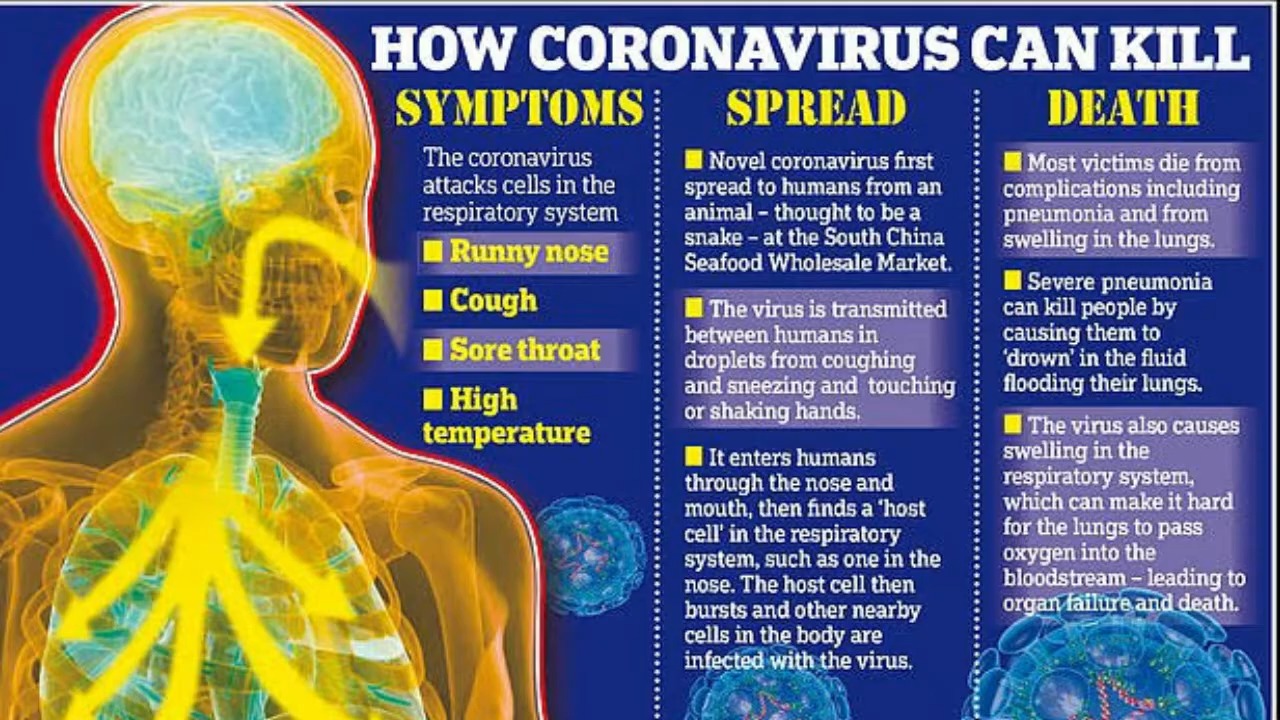 HOW CORONAVIRUS CAN KILL
SYMPTOMS
The coronavirus
attacks cells in the
respiratory system
Runny nose
Cough
Sore throat
High
temperature
SPREAD
Novel coronavirus first
spread to humans from an
animal – thought to be a
snake – at the South China
Seafood Wholesale Market.
The virus is transmitted
between humans in
droplets from coughing
and sneezing and touching
or shaking hands.
It enters humans
through the nose and
mouth, then finds a ‘host
cell’ in the respiratory
system, such as one in the
nose. The host cell then
bursts and other nearby
cells in the body are
infected with the virus.
DEATH
Most victims die from
complications including
pneumonia and from
swelling in the lungs.
Severe pneumonia
can kill people by
causing them to
‘drown’ in the fluid
flooding their lungs.
The virus also causes
swelling in the
respiratory system,
which can make it hard
for the lungs to pass
oxygen into the
bloodstream – leading to
organ failure and death.